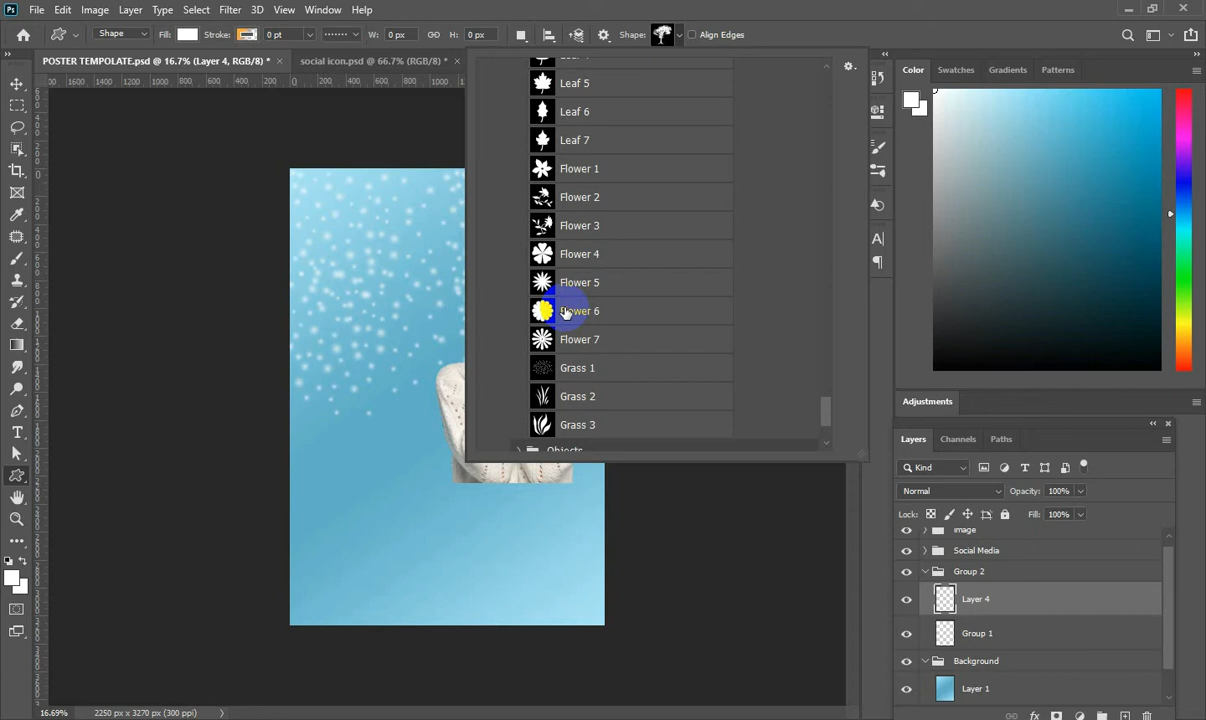 Ps File Edit Image Layer Type Select Filter 3D View Window Help
Shape Fill: Stroke: 0 pt W: 0 px H: 0 px Shape: Align Edges
POSTER TEMPLATE.psd @ 16.7% (Layer 4, RGB/8) * × social icon.psd @ 66.7% (RGB/8) * ×
Color Swatches Gradients Patterns
Leaf 5
Leaf 6
Leaf 7
Flower 1
Flower 2
Flower 3
Flower 4
Flower 5
Flower 6
Flower 7
Grass 1
Grass 2
Grass 3
Objects
Adjustments
Layers Channels Paths
Kind
Normal Opacity: 100%
Lock: Fill: 100%
image
Social Media
Group 2
Layer 4
Group 1
Background
Layer 1
16.69% 2250 px x 3270 px (300 ppi)